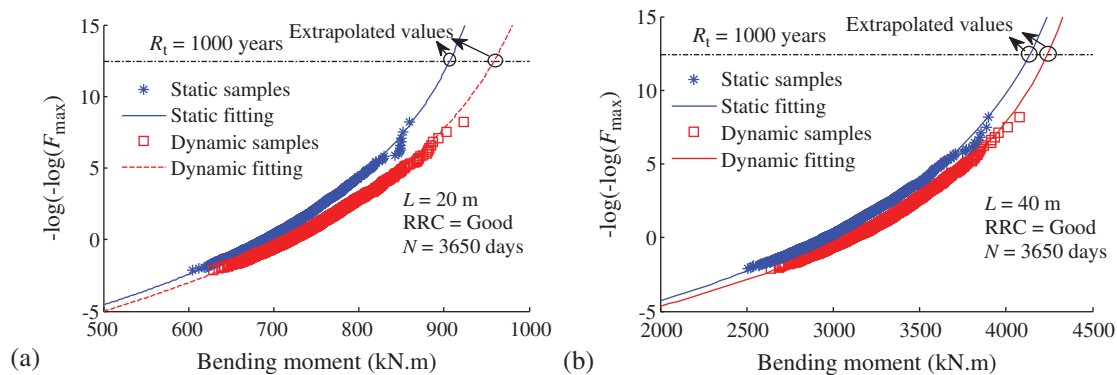 15
10
5
0
-5
-log(-log(F_max)
R_t = 1000 years
Extrapolated values
Static samples
Static fitting
Dynamic samples
Dynamic fitting
L = 20 m
RRC = Good
N = 3650 days
500 600 700 800 900 1000
Bending moment (kN.m)
(a)
15
10
5
0
-5
-log(-log(F_max)
R_t = 1000 years
Extrapolated values
Static samples
Static fitting
Dynamic samples
Dynamic fitting
L = 40 m
RRC = Good
N = 3650 days
2000 2500 3000 3500 4000 4500
Bending moment (kN.m)
(b)